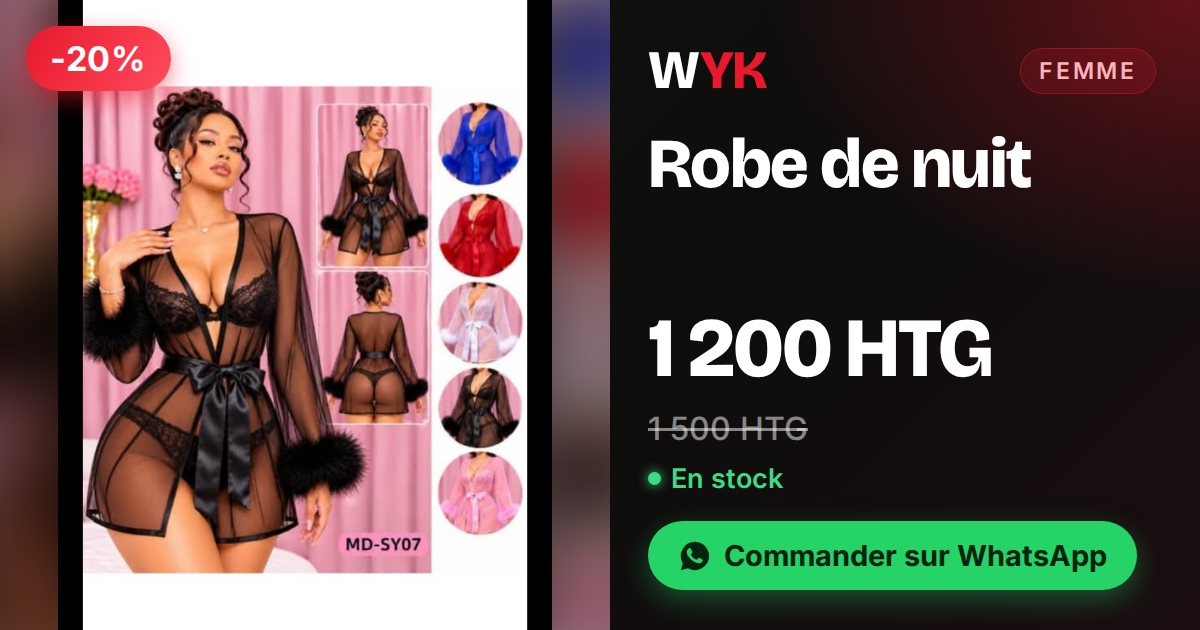 -20%
MD-SY07
WYK
FEMME
Robe de nuit
1 200 HTG
1 500 HTG
En stock
Commander sur WhatsApp